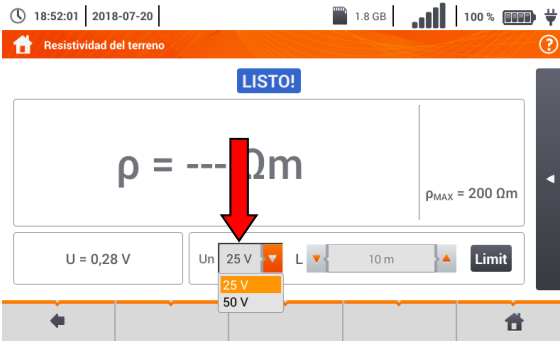 18:52:01 2018-07-20 1.8 GB 100 %
Resistividad del terreno ?
LISTO!
ρ = --- Ωm
ρMAX = 200 Ωm
U = 0,28 V Un 25 V L 10 m Limit
25 V
50 V